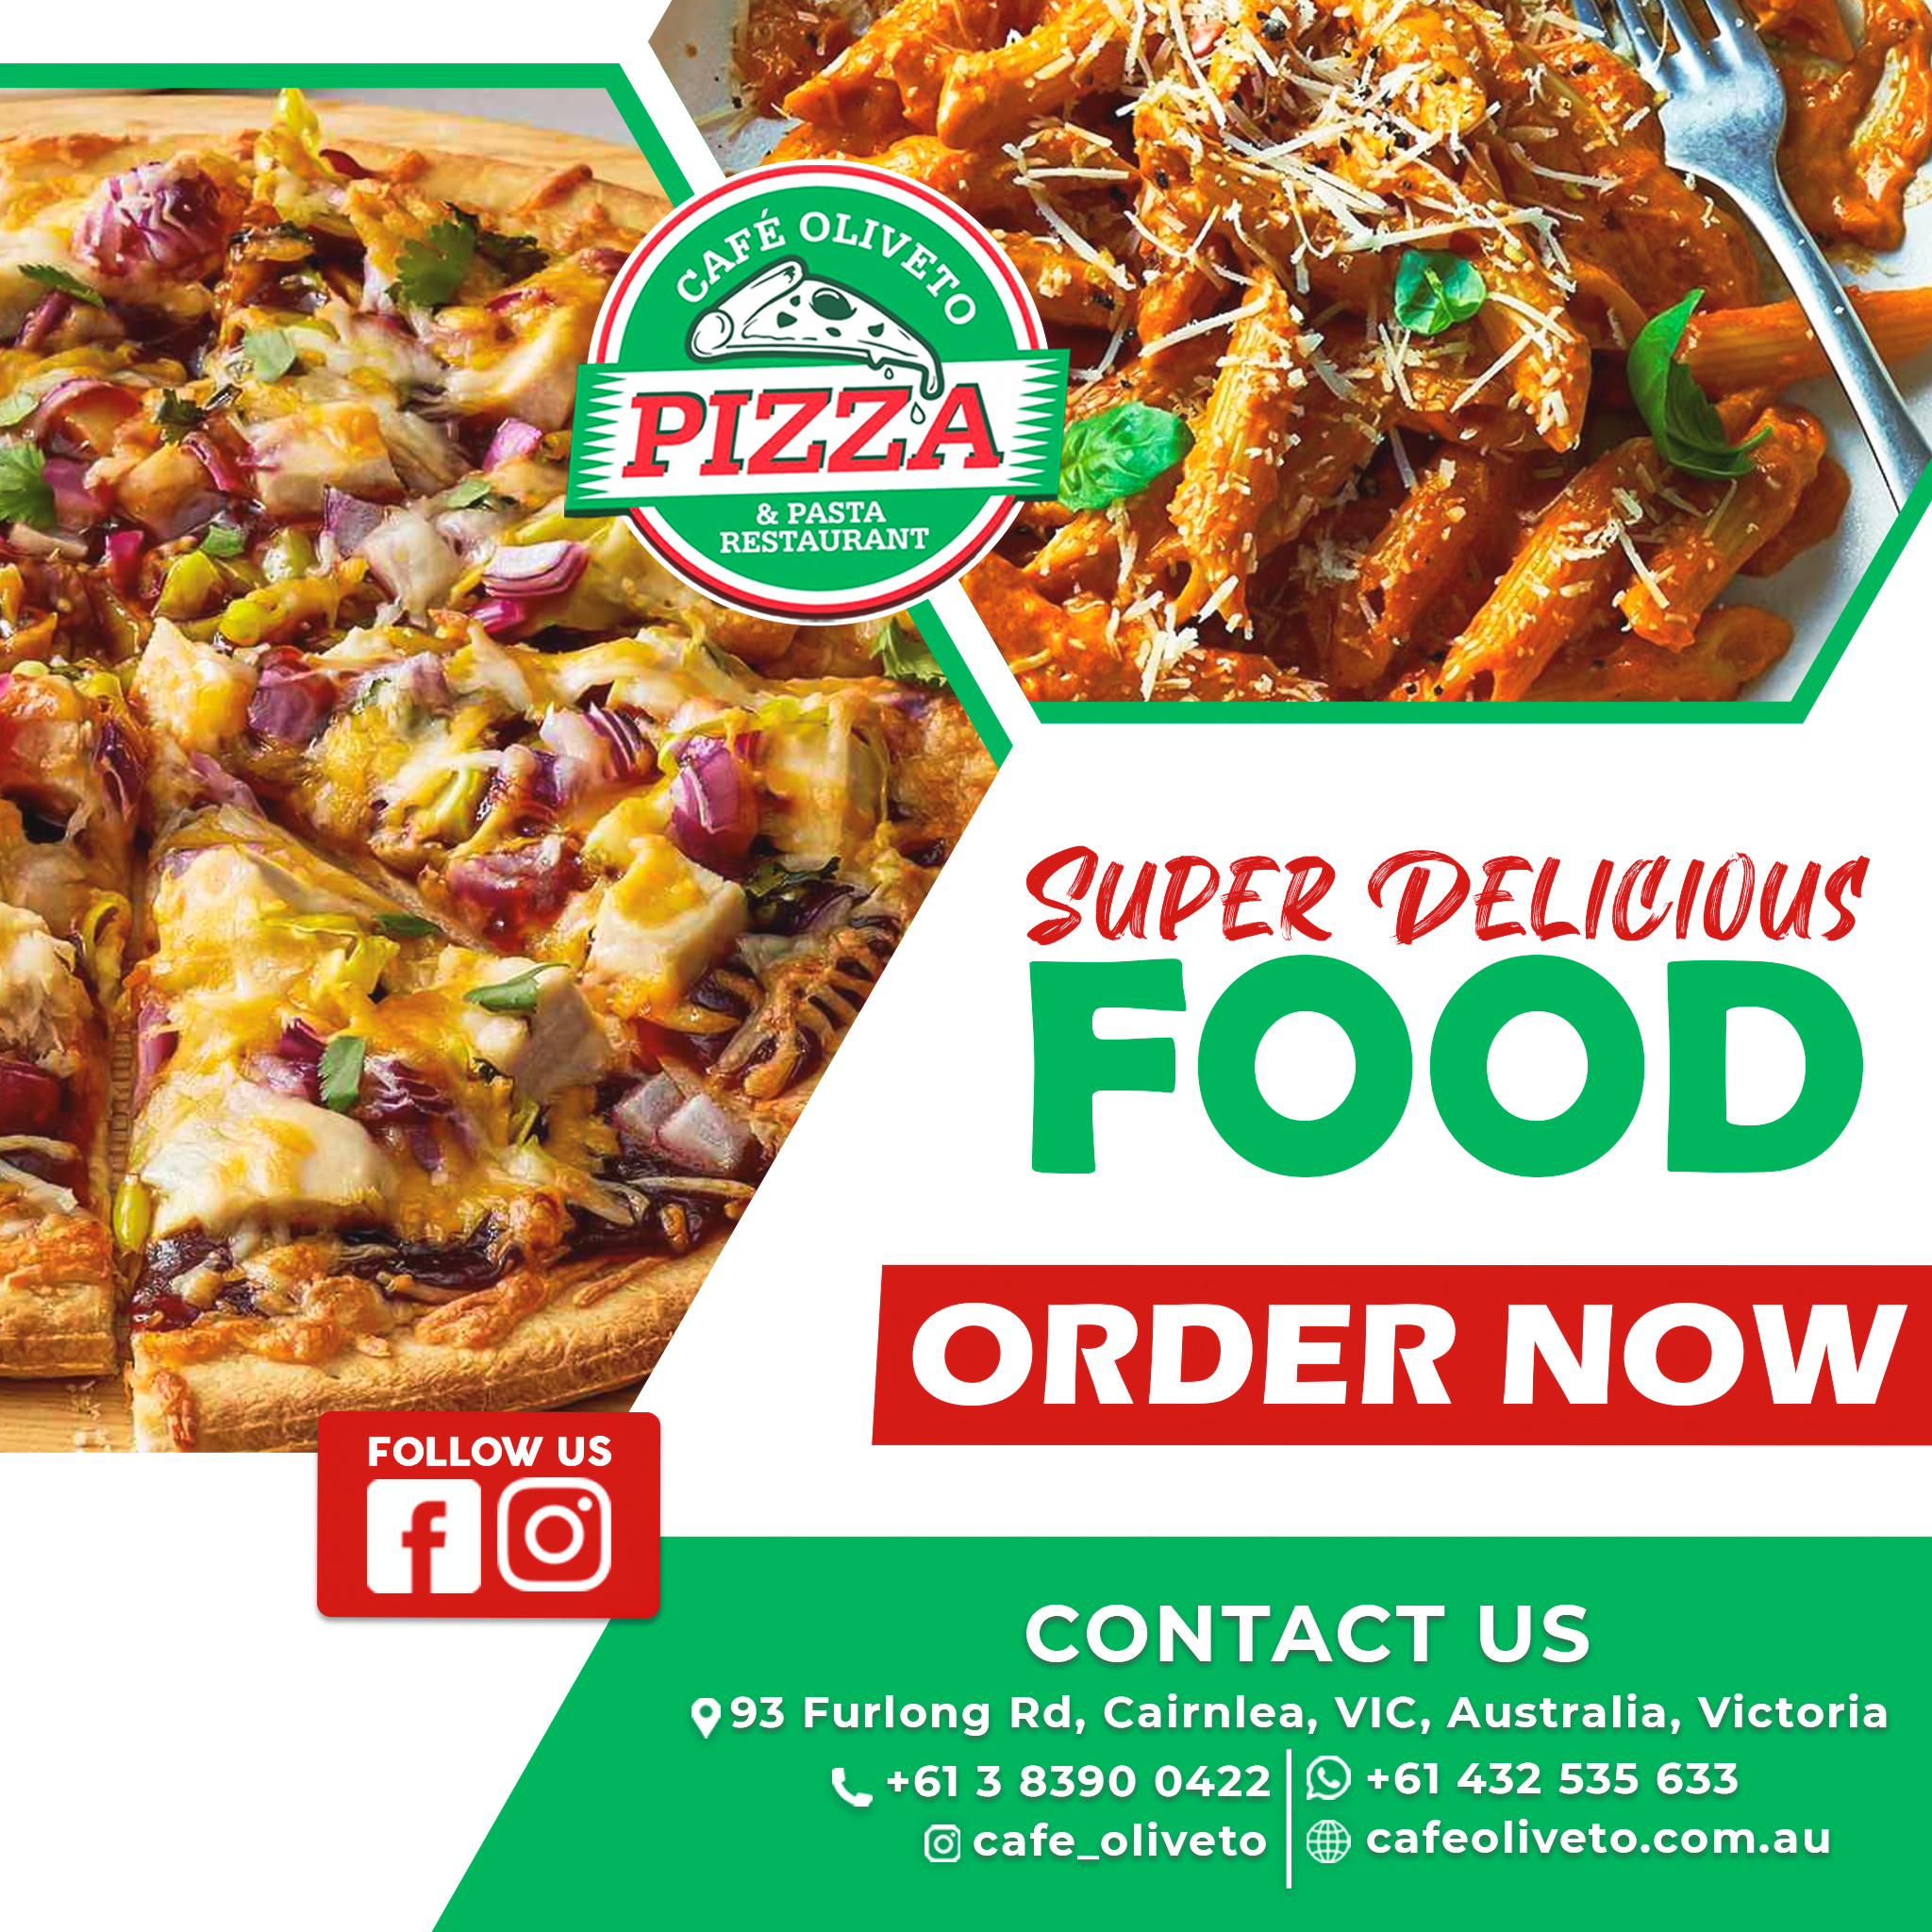 CAFÉ OLIVETO
PIZZA
& PASTA
RESTAURANT
SUPER DELICIOUS
FOOD
ORDER NOW
FOLLOW US
CONTACT US
93 Furlong Rd, Cairnlea, VIC, Australia, Victoria
+61 3 8390 0422
+61 432 535 633
cafe_oliveto
cafeoliveto.com.au